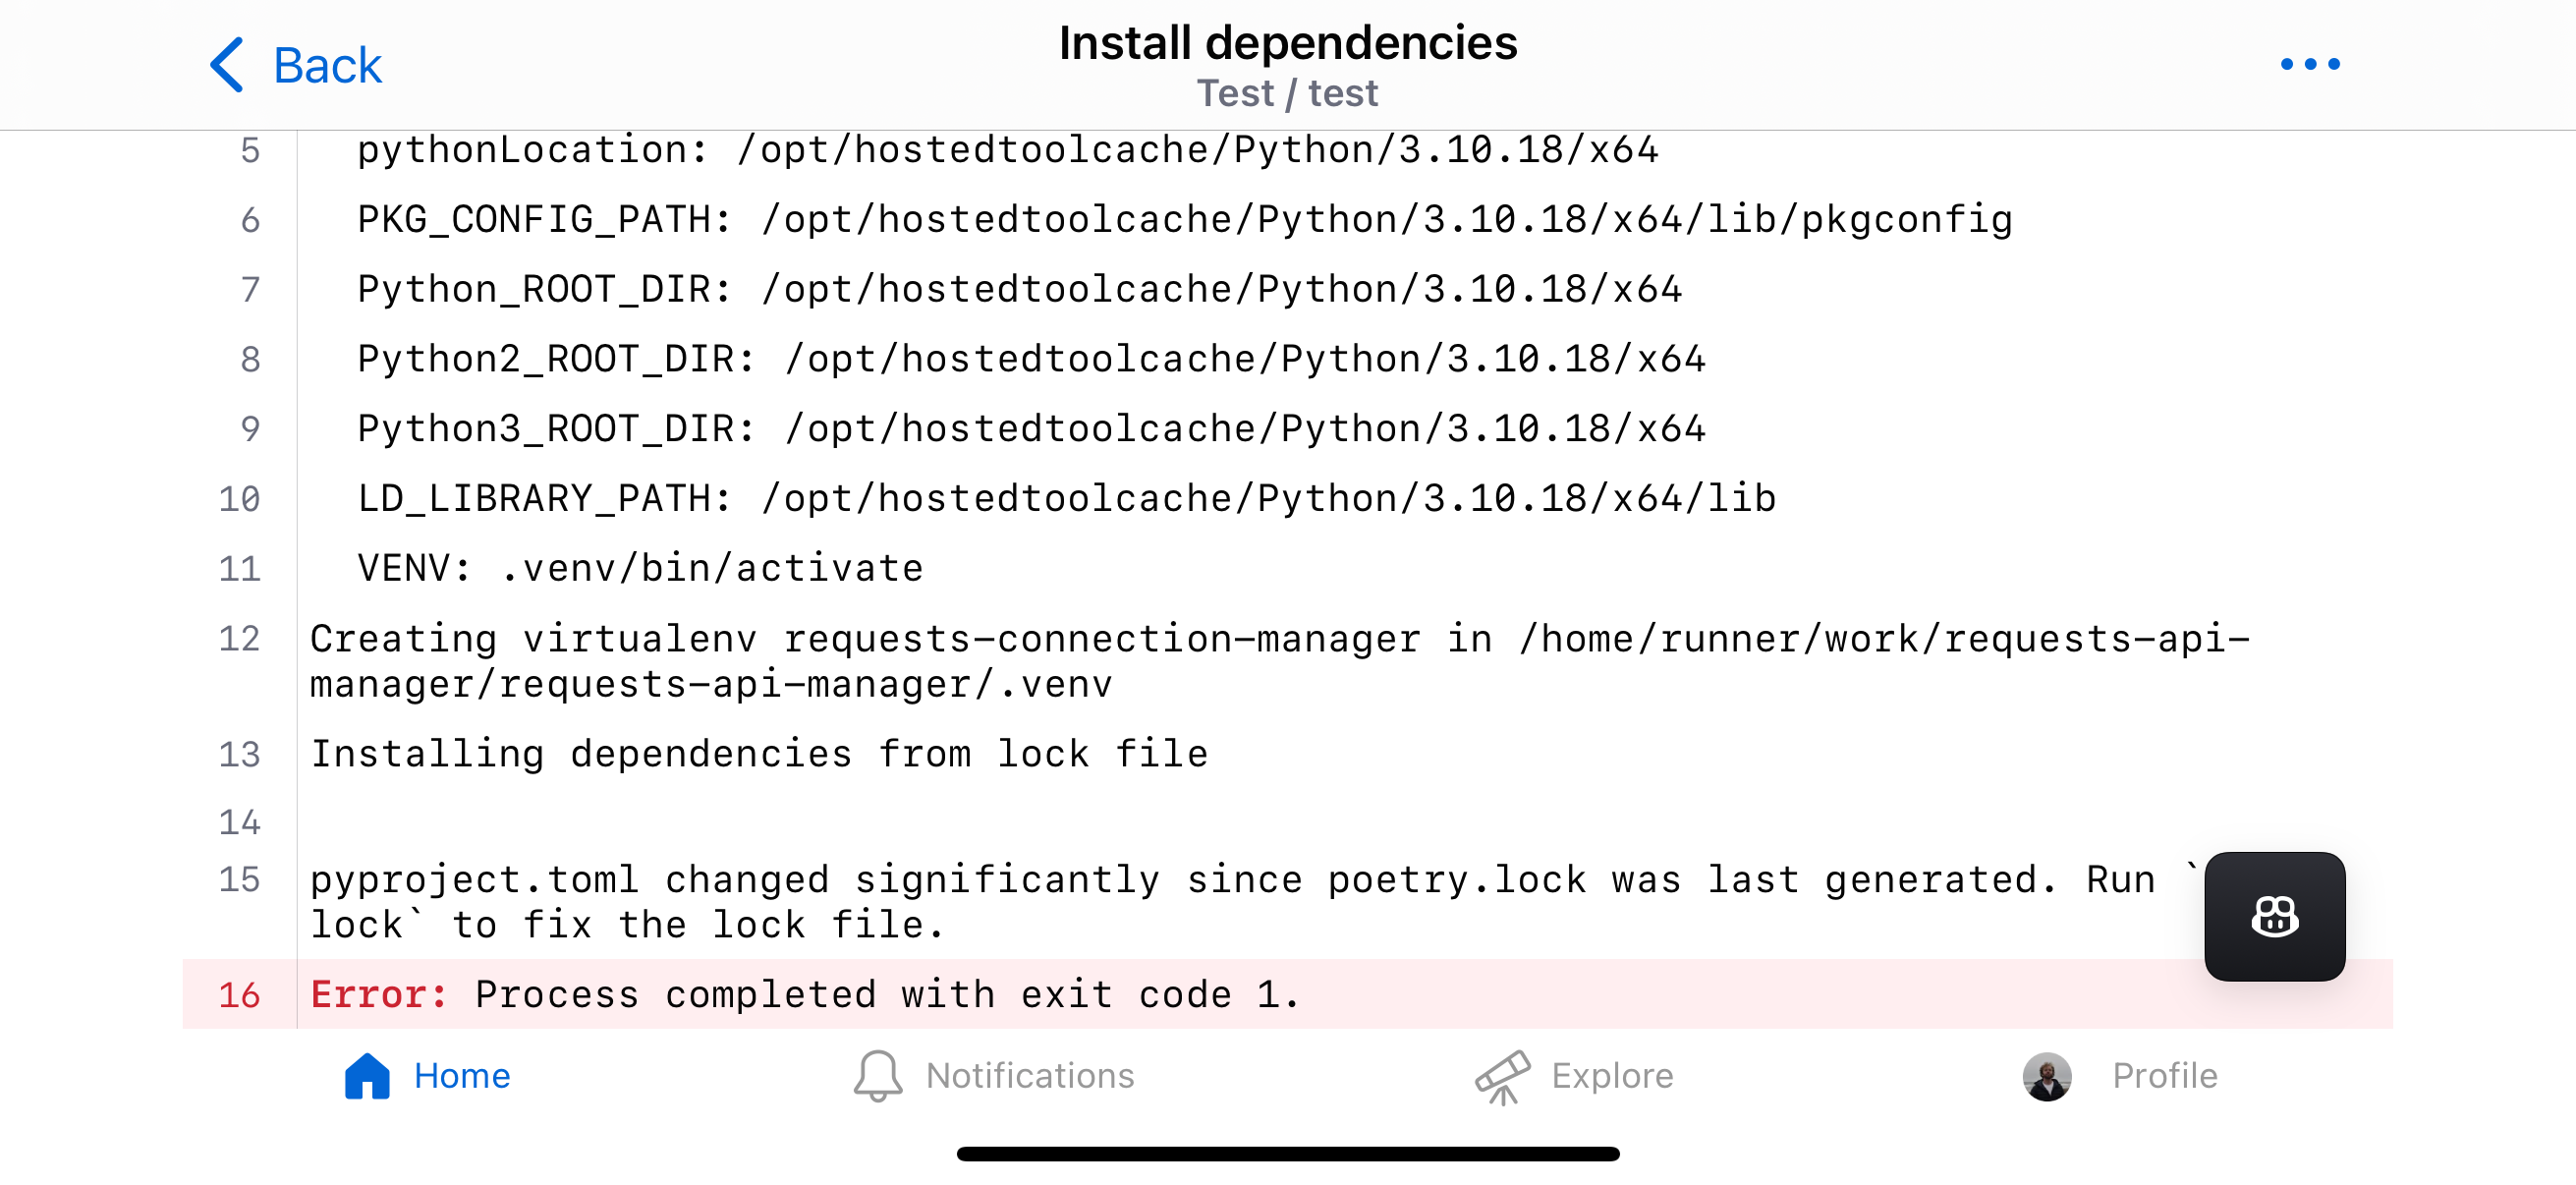 Back
Install dependencies
Test / test
5 pythonLocation: /opt/hostedtoolcache/Python/3.10.18/x64
6 PKG_CONFIG_PATH: /opt/hostedtoolcache/Python/3.10.18/x64/lib/pkgconfig
7 Python_ROOT_DIR: /opt/hostedtoolcache/Python/3.10.18/x64
8 Python2_ROOT_DIR: /opt/hostedtoolcache/Python/3.10.18/x64
9 Python3_ROOT_DIR: /opt/hostedtoolcache/Python/3.10.18/x64
10 LD_LIBRARY_PATH: /opt/hostedtoolcache/Python/3.10.18/x64/lib
11 VENV: .venv/bin/activate
12 Creating virtualenv requests-connection-manager in /home/runner/work/requests-api-
manager/requests-api-manager/.venv
13 Installing dependencies from lock file
14
15 pyproject.toml changed significantly since poetry.lock was last generated. Run `
lock` to fix the lock file.
16 Error: Process completed with exit code 1.
Home
Notifications
Explore
Profile